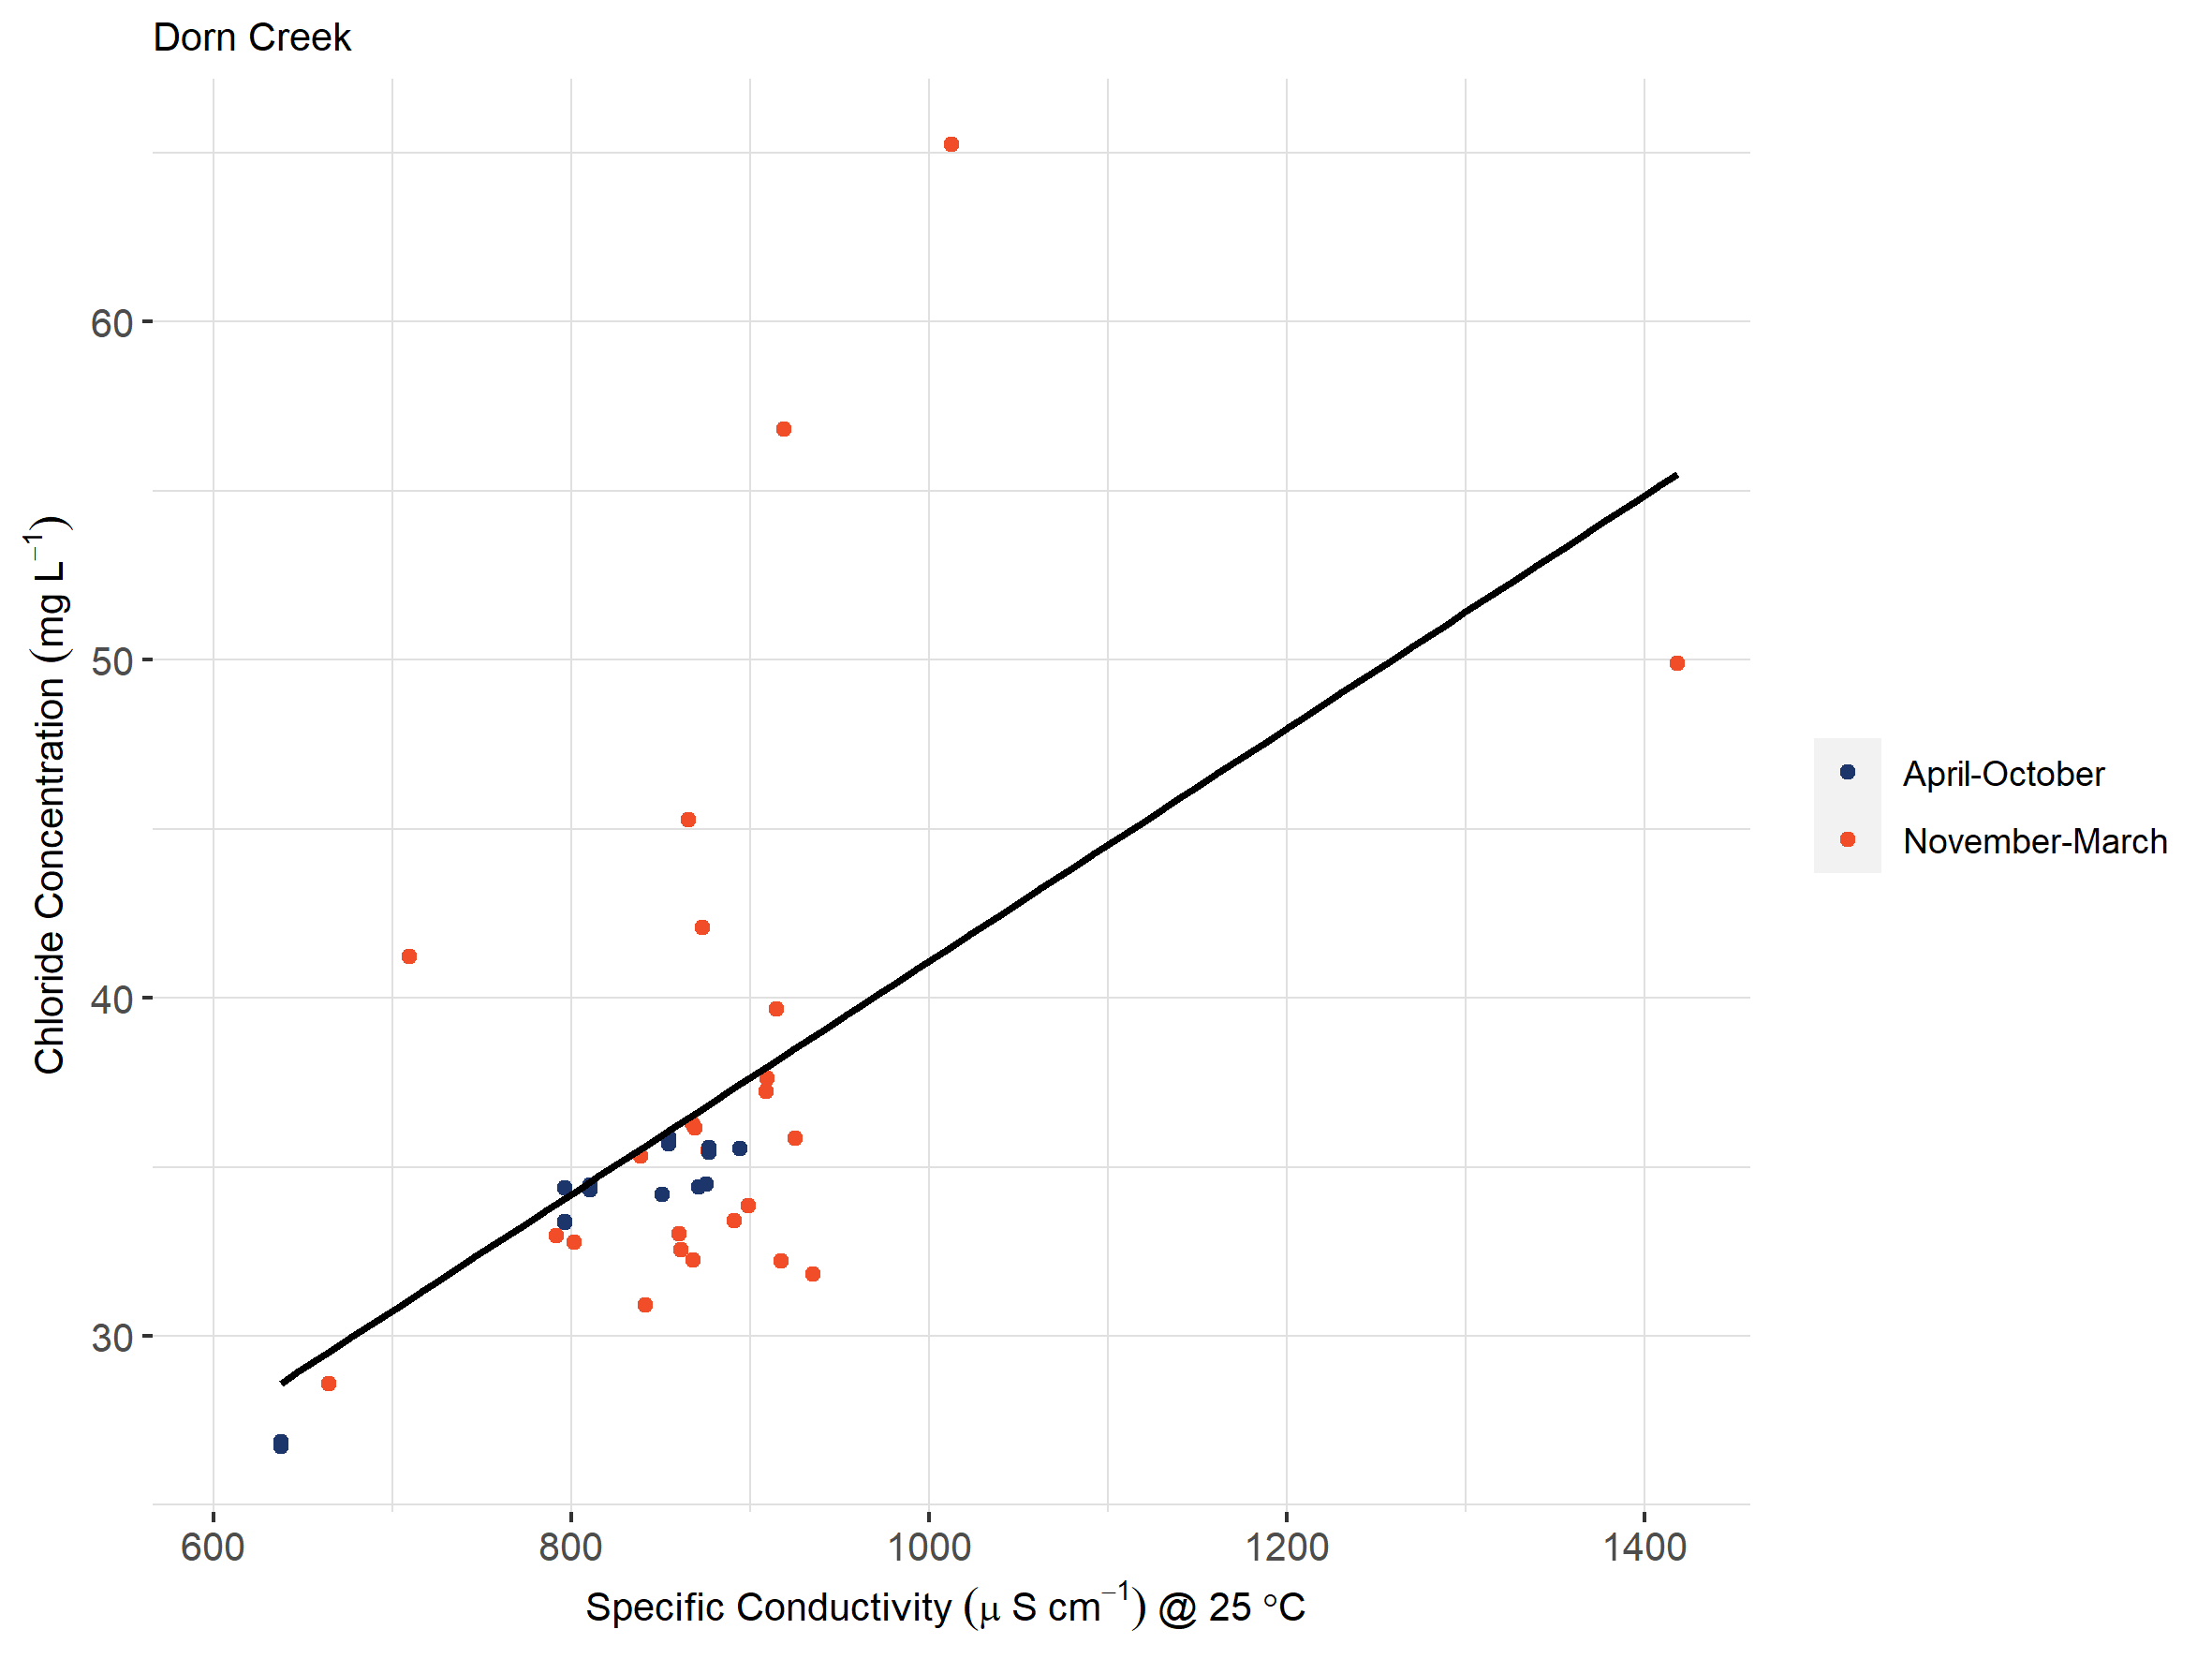 Dorn Creek
Chloride Concentration (mg L⁻¹)
60
50
40
30
600 800 1000 1200 1400
Specific Conductivity (μ S cm⁻¹) @ 25 °C
April-October
November-March